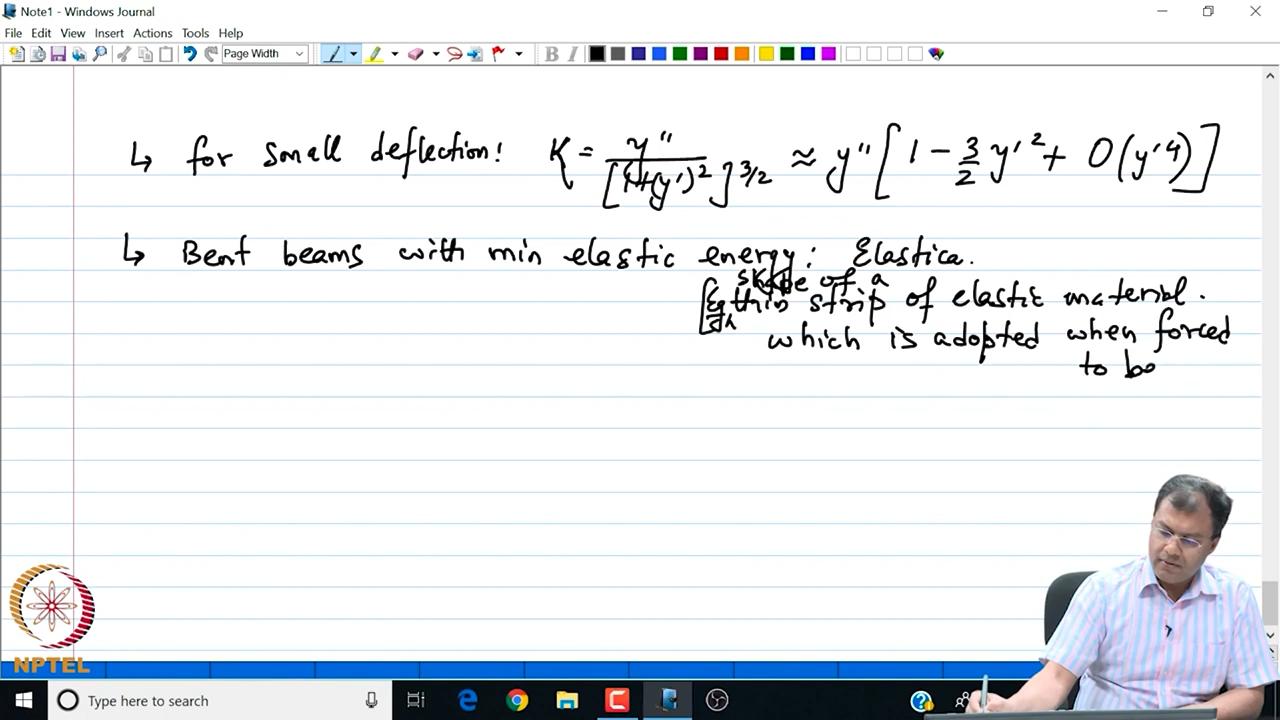 Note1 - Windows Journal
File Edit View Insert Actions Tools Help
Page Width
B I
↳ for small deflection! K = y'' / [1+(y')²]^3/2 ≈ y'' [1 - 3/2 y'² + O(y'⁴)]
↳ Bent beams with min elastic energy: Elastica.
shape of a
thin strip of elastic material.
which is adopted when forced
to be
NPTEL
Type here to search